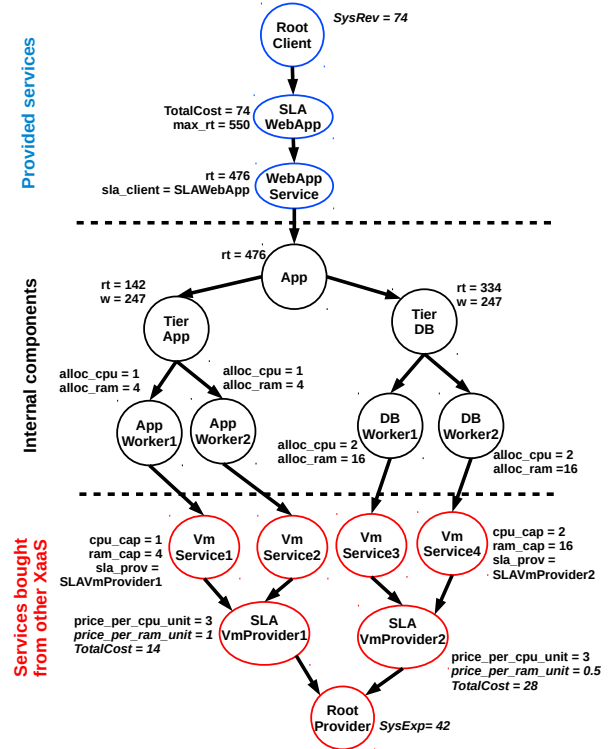 SysRev = 74
Root
Client
TotalCost = 74
max_rt = 550
SLA
WebApp
rt = 476
sla_client = SLAWebApp
WebApp
Service
Provided services
rt = 476
App
rt = 142
w = 247
Tier
App
rt = 334
w = 247
Tier
DB
Internal components
alloc_cpu = 1
alloc_ram = 4
alloc_cpu = 1
alloc_ram = 4
App
Worker1
App
Worker2
DB
Worker1
DB
Worker2
alloc_cpu = 2
alloc_ram = 16
alloc_cpu = 2
alloc_ram =16
cpu_cap = 1
ram_cap = 4
sla_prov =
SLAVmProvider1
Vm
Service1
Vm
Service2
Vm
Service3
Vm
Service4
cpu_cap = 2
ram_cap = 16
sla_prov =
SLAVmProvider2
Services bought
from other XaaS
price_per_cpu_unit = 3
price_per_ram_unit = 1
TotalCost = 14
SLA
VmProvider1
SLA
VmProvider2
price_per_cpu_unit = 3
price_per_ram_unit = 0.5
TotalCost = 28
Root
Provider
SysExp= 42